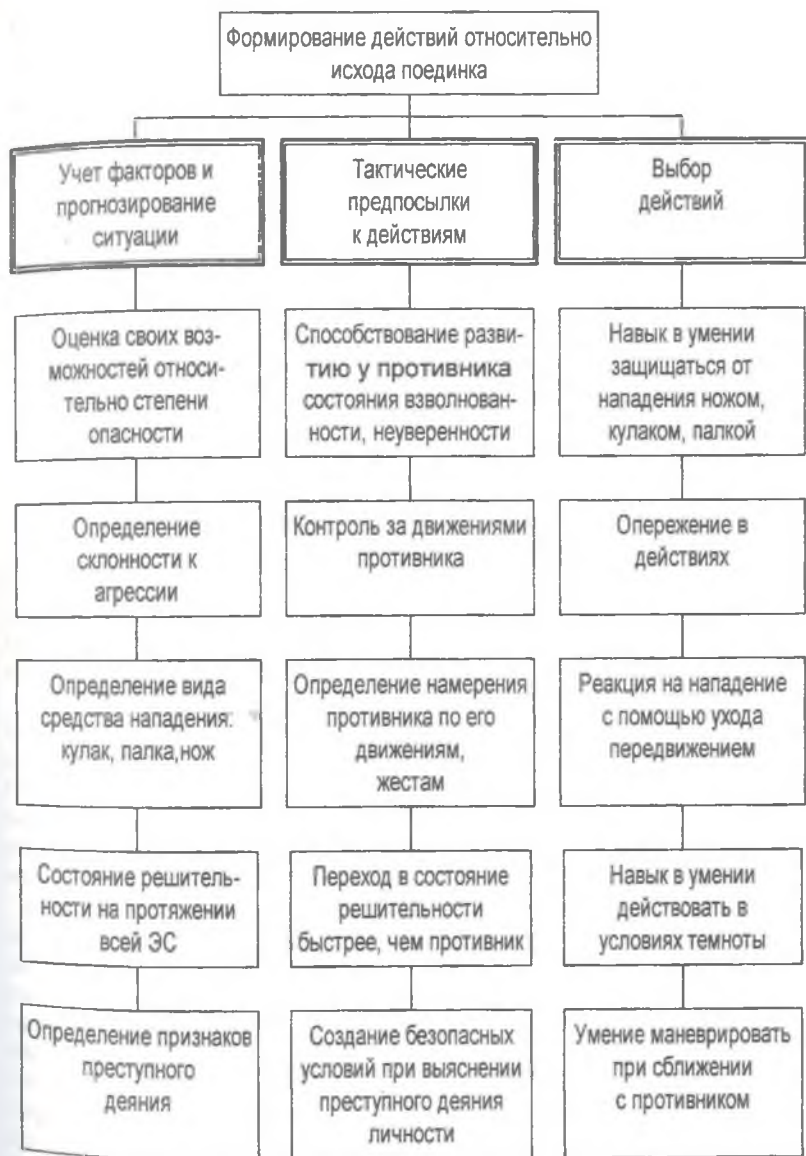 Формирование действий относительно
исхода поединка
Учет факторов и
прогнозирование
ситуации
Тактические
предпосылки
к действиям
Выбор
действий
Оценка своих воз-
можностей относи-
тельно степени
опасности
Способствование разви-
тию у противника
состояния взволнован-
ности, неуверенности
Навык в умении
защищаться от
нападения ножом,
кулаком, палкой
Определение
склонности к
агрессии
Контроль за движениями
противника
Опережение в
действиях
Определение вида
средства нападения:
кулак, палка,нож
Определение намерения
противника по его
движениям,
жестам
Реакция на нападение
с помощью ухода
передвижением
Состояние решитель-
ности на протяжении
всей ЭС
Переход в состояние
решительности
быстрее, чем противник
Навык в умении
действовать в
условиях темноты
Определение признаков
преступного
деяния
Создание безопасных
условий при выяснении
преступного деяния
личности
Умение маневрировать
при сближении
с противником